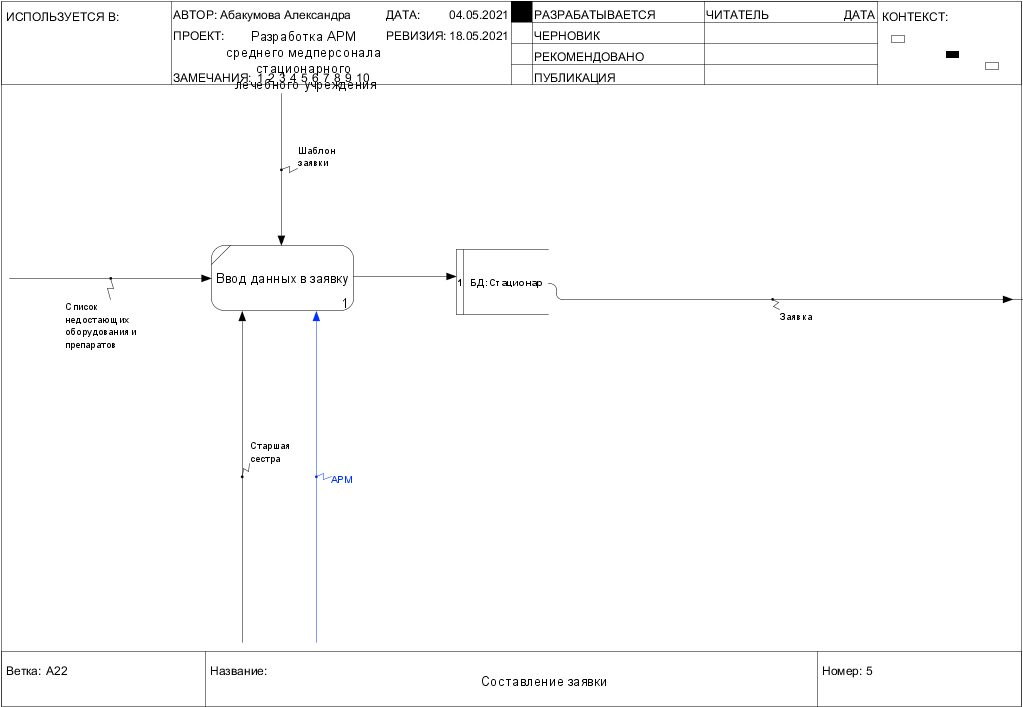 ИСПОЛЬЗУЕТСЯ В:
АВТОР: Абакумова Александра
ДАТА: 04.05.2021
РАЗРАБАТЫВАЕТСЯ
ЧИТАТЕЛЬ
ДАТА
КОНТЕКСТ:
ПРОЕКТ: Разработка АРМ
среднего медперсонала
стационарного
лечебного учреждения
РЕВИЗИЯ: 18.05.2021
ЧЕРНОВИК
РЕКОМЕНДОВАНО
ЗАМЕЧАНИЯ: 1 2 3 4 5 6 7 8 9 10
ПУБЛИКАЦИЯ
Шаблон
заявки
Ввод данных в заявку
1
1 БД: Стационар
Список
недостающих
оборудования и
препаратов
Заявка
Старшая
сестра
АРМ
Ветка: A22
Название:
Составление заявки
Номер: 5